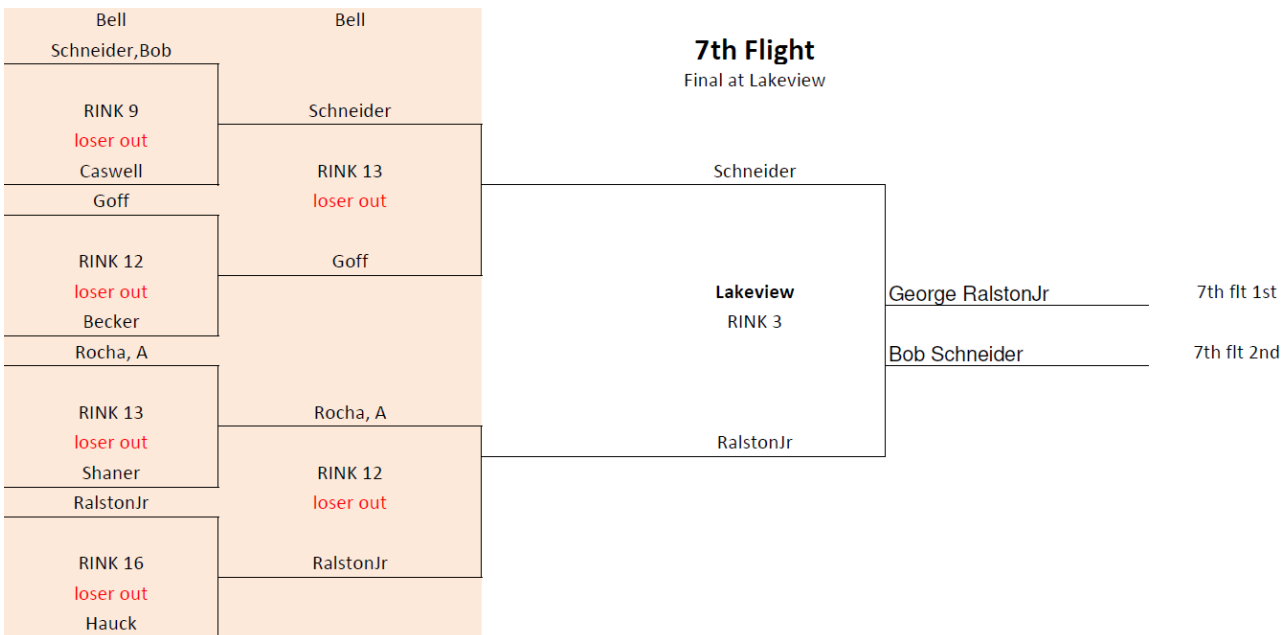 Bell Bell
Schneider,Bob
7th Flight
Final at Lakeview
RINK 9 Schneider
loser out
Caswell RINK 13 Schneider
Goff loser out
RINK 12 Goff
loser out Lakeview George RalstonJr 7th flt 1st
Becker RINK 3
Rocha, A Bob Schneider 7th flt 2nd
RINK 13 Rocha, A
loser out RalstonJr
Shaner RINK 12
RalstonJr loser out
RINK 16 RalstonJr
loser out
Hauck